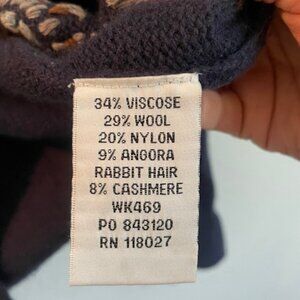 34% VISCOSE
29% WOOL
20% NYLON
9% ANGORA
RABBIT HAIR
8% CASHMERE
WK469
PO 843120
RN 118027